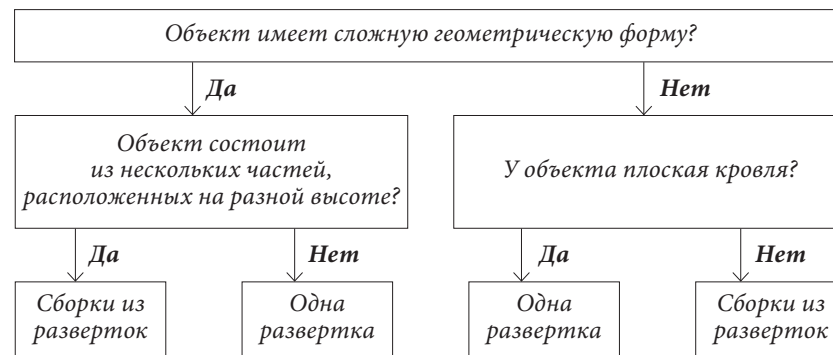 Объект имеет сложную геометрическую форму?
Да
Нет
Объект состоит
из нескольких частей,
расположенных на разной высоте?
У объекта плоская кровля?
Да
Нет
Да
Нет
Сборки из
разверток
Одна
развертка
Одна
развертка
Сборки из
разверток